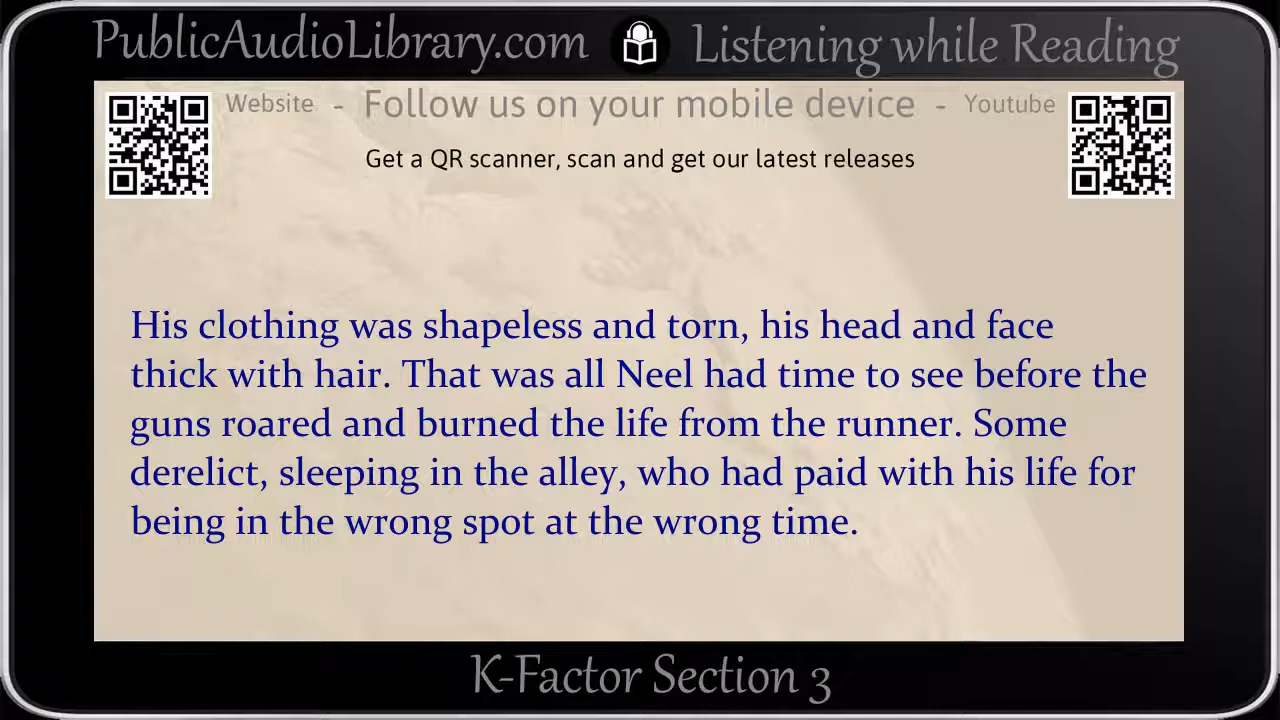 PublicAudioLibrary.com Listening while Reading
Website - Follow us on your mobile device - Youtube
Get a QR scanner, scan and get our latest releases
His clothing was shapeless and torn, his head and face
thick with hair. That was all Neel had time to see before the
guns roared and burned the life from the runner. Some
derelict, sleeping in the alley, who had paid with his life for
being in the wrong spot at the wrong time.
K-Factor Section 3